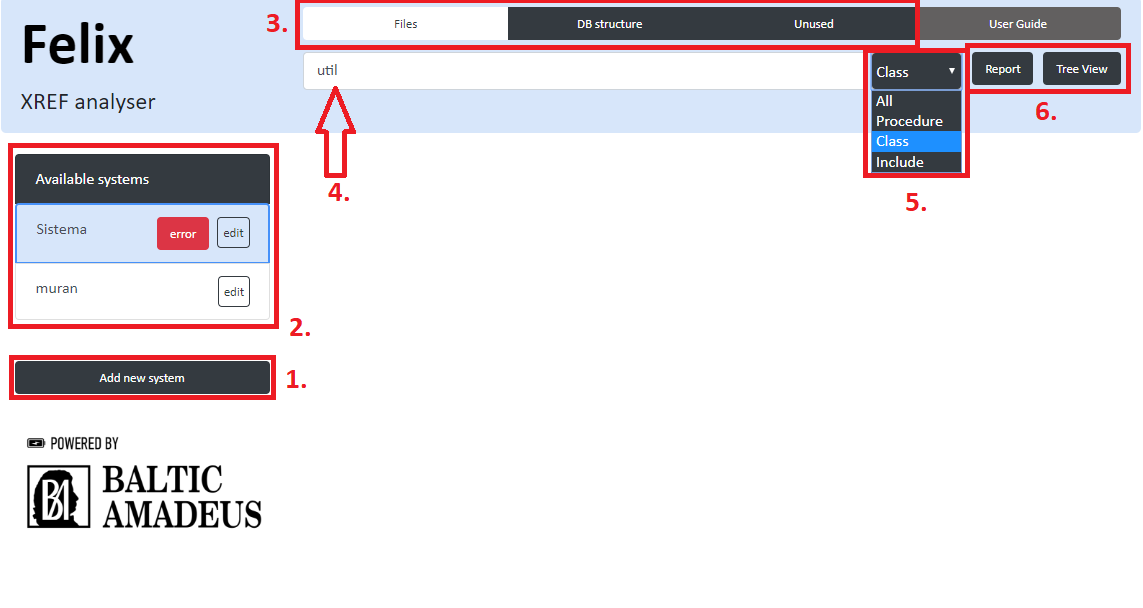 Felix
XREF analyser
3.
Files
DB structure
Unused
User Guide
util
Class ▼
Report
Tree View
All
Procedure
Class
Include
4.
5.
6.
Available systems
Sistema error edit
muran edit
2.
Add new system
1.
POWERED BY
BALTIC
AMADEUS